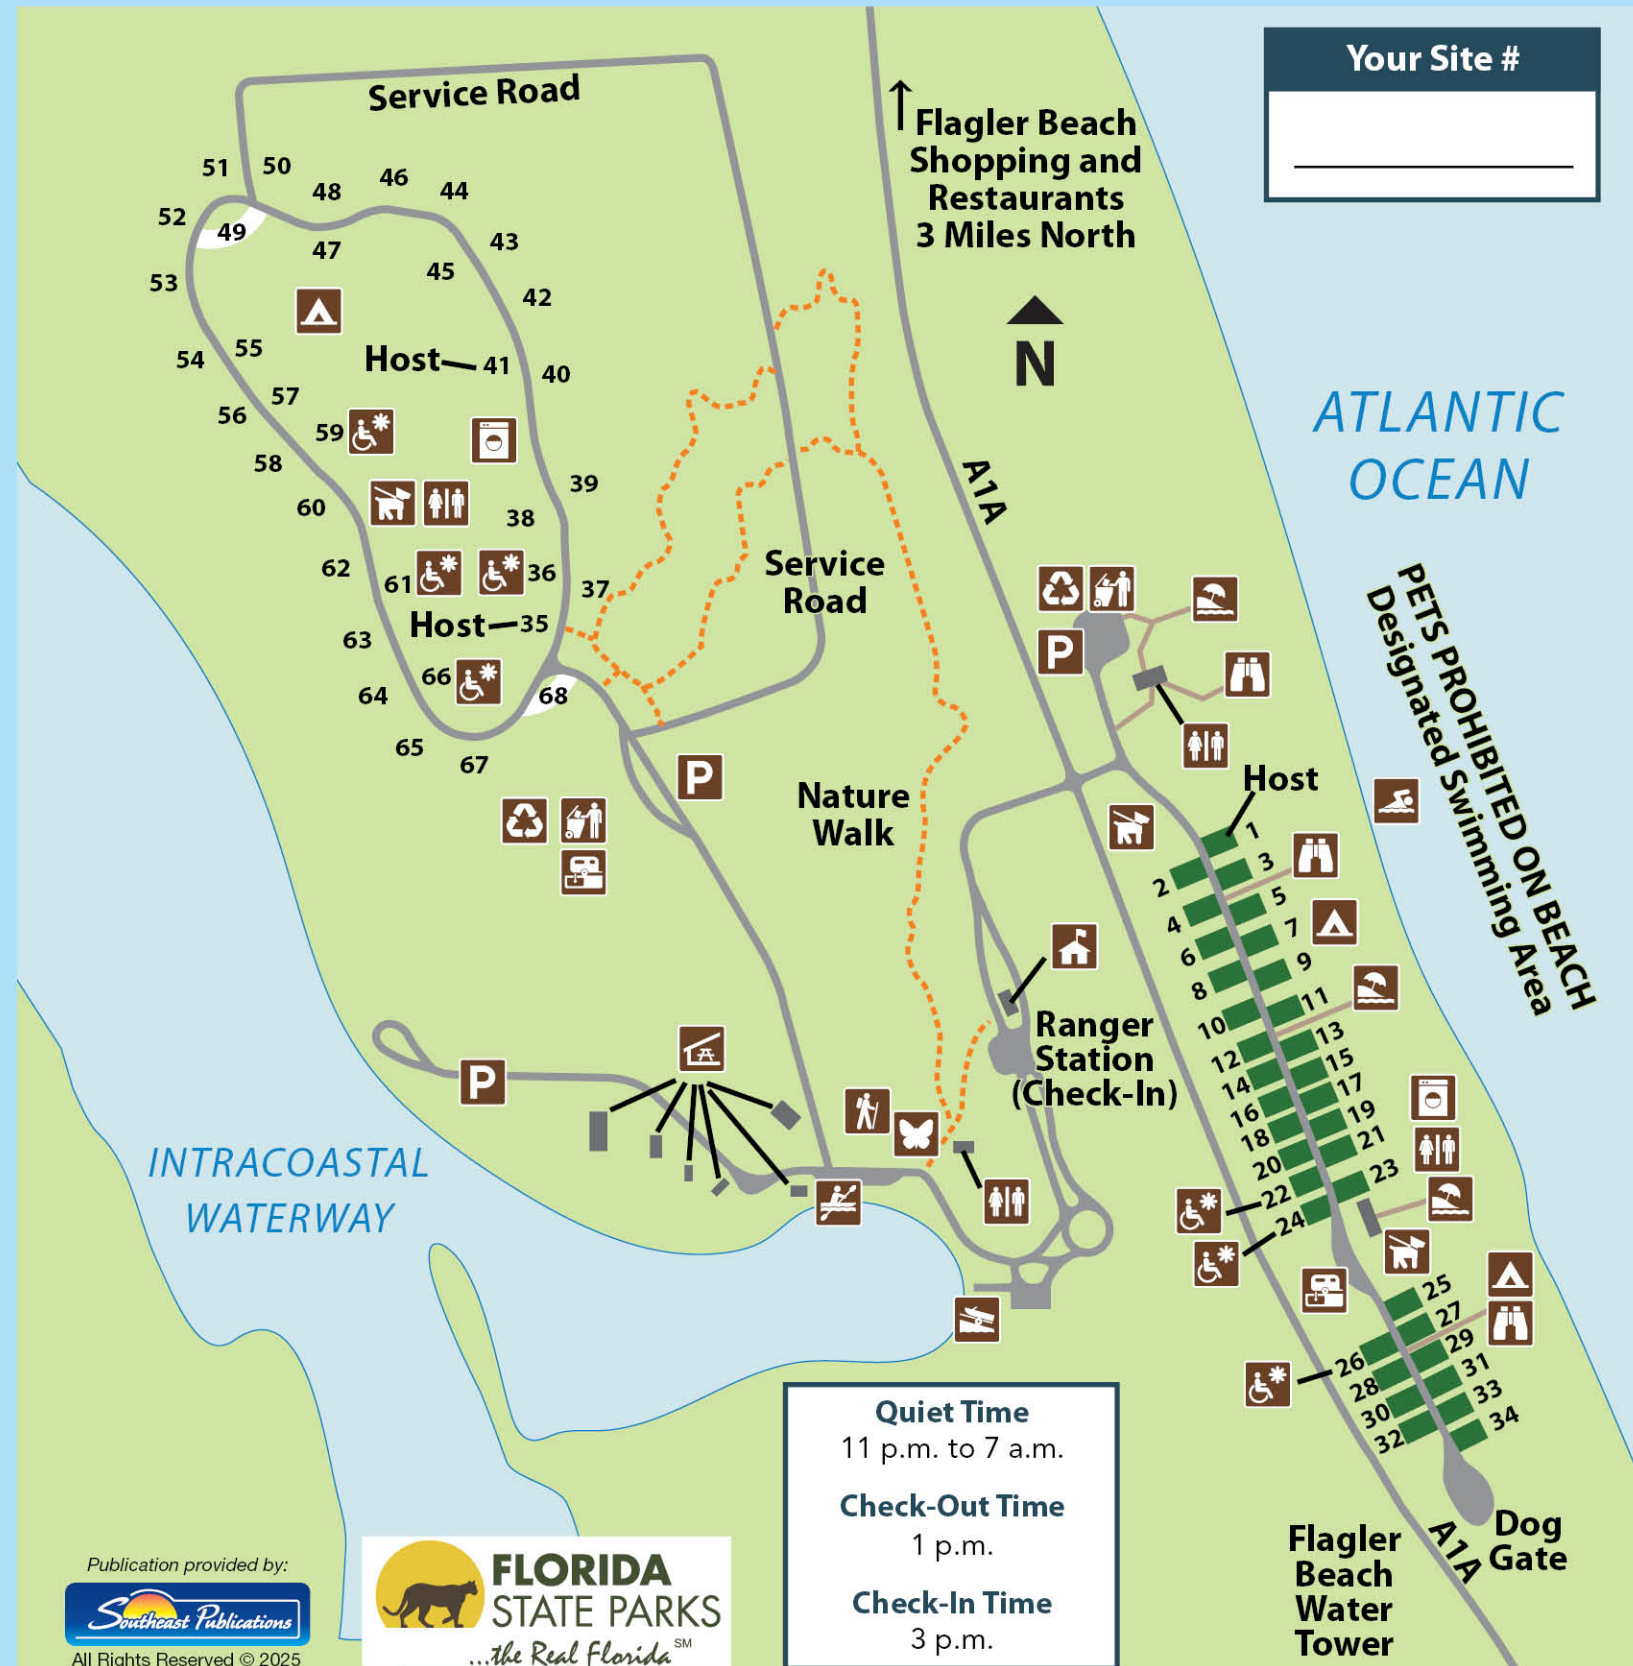 Your Site #
Service Road
Flagler Beach
Shopping and
Restaurants
3 Miles North
N
ATLANTIC
OCEAN
A1A
51
50
48
46
44
52
49
47
45
43
53
42
54
55
Host
41
40
56
57
59
58
39
60
38
62
61
36
37
Host
35
63
66
64
68
65
67
Service
Road
P
P
PETS PROHIBITED ON BEACH
Designated Swimming Area
Nature
Walk
Host
1
2
3
4
5
6
7
8
9
10
11
12
13
14
15
16
17
18
19
20
21
22
23
24
25
26
27
28
29
30
31
32
33
34
Ranger
Station
(Check-In)
P
INTRACOASTAL
WATERWAY
Quiet Time
11 p.m. to 7 a.m.
Check-Out Time
1 p.m.
Check-In Time
3 p.m.
Flagler
Beach
Water
Tower
A1A
Dog
Gate
Publication provided by:
Southeast Publications
All Rights Reserved © 2025
FLORIDA
STATE PARKS
...the Real Florida℠